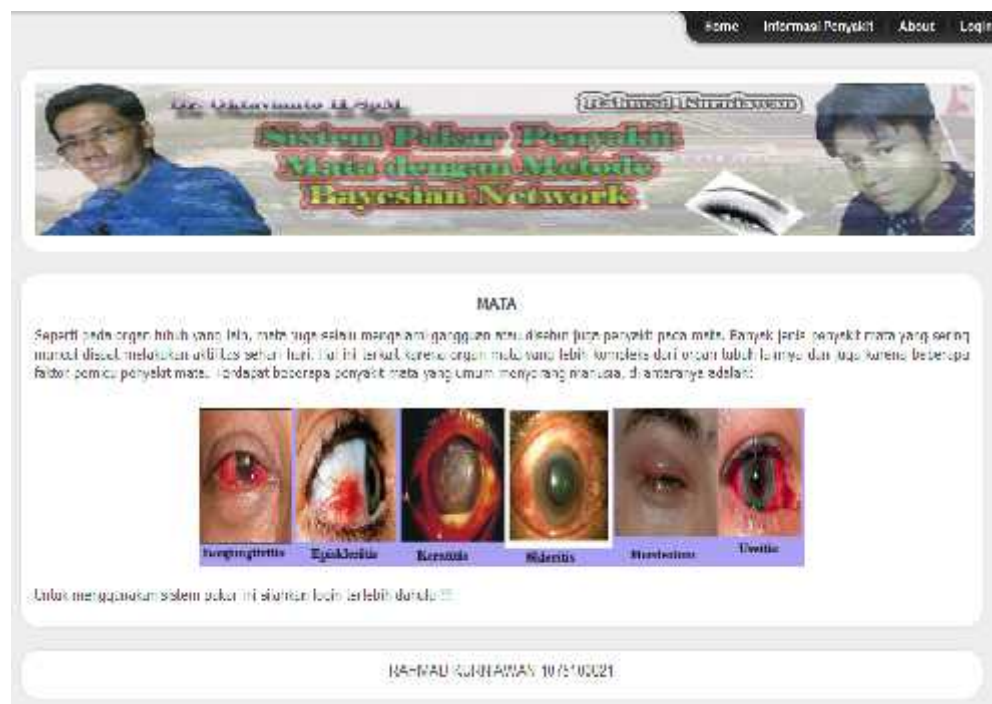 Home Informasi Penyakit About Login
Dr. Oktavianto H,SpM
Rahmad Kurniawan
Sistem Pakar Penyakit
Mata dengan Metode
Bayesian Network
MATA
Seperti pada organ tubuh yang lain, mata juga selalu mengalami gangguan atau disebut juga penyakit pada mata. Banyak jenis penyakit mata yang sering
muncul disaat melakukan aktifitas sehari hari. Hal ini terkait karena organ mata yang lebih kompleks dari organ tubuh lainnya dan juga karena beberapa
faktor pemicu penyakit mata. Terdapat beberapa penyakit mata yang umum menyerang manusia, di antaranya adalah:
Episkleritis Keratitis Uveitis
Untuk menggunakan sistem pakar ini silahkan login terlebih dahulu !!!
RAHMAD KURNIAWAN